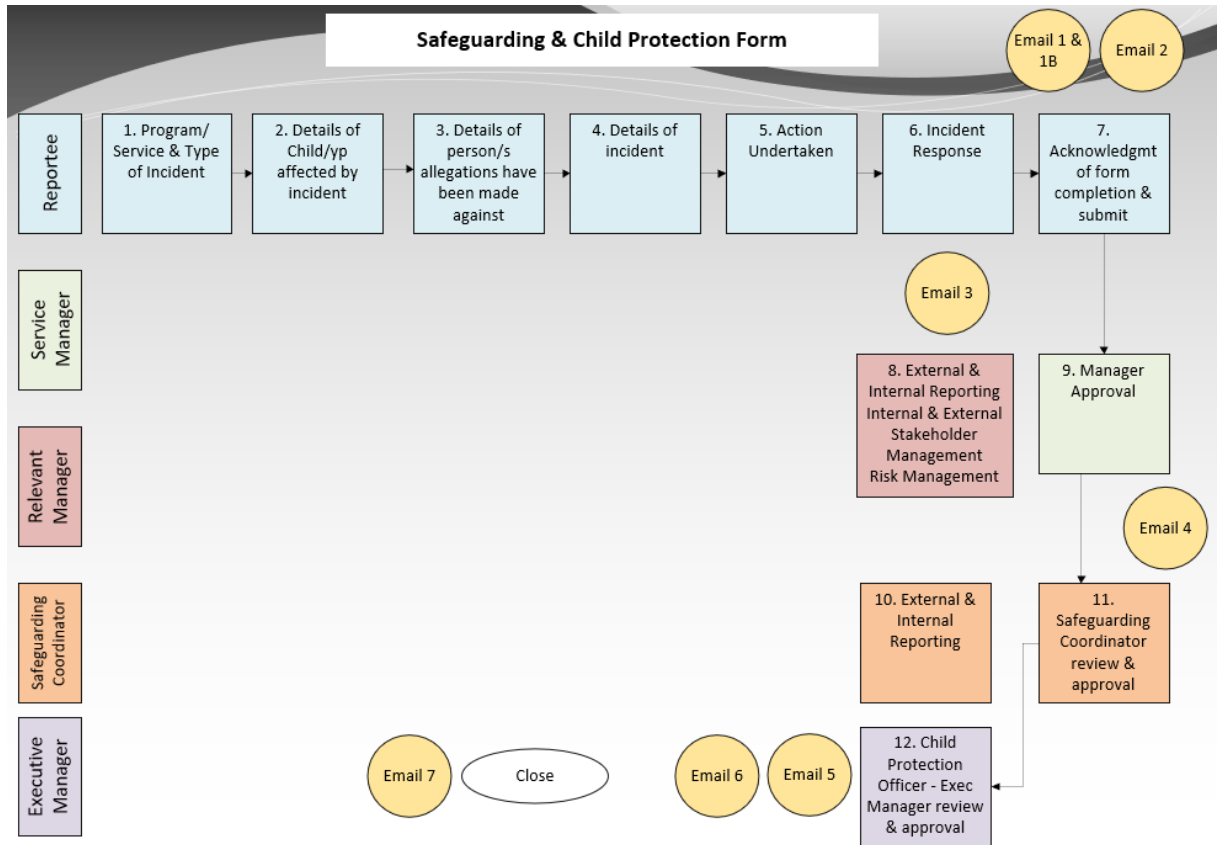 Safeguarding & Child Protection Form
Email 1 &
1B
Email 2
Reportee
1. Program/
Service & Type
of Incident
2. Details of
Child/yp
affected by
incident
3. Details of
person/s
allegations have
been made
against
4. Details of
incident
5. Action
Undertaken
6. Incident
Response
7.
Acknowledgmt
of form
completion &
submit
Service
Manager
Email 3
8. External &
Internal Reporting
Internal & External
Stakeholder
Management
Risk Management
9. Manager
Approval
Relevant
Manager
Email 4
Safeguarding
Coordinator
10. External &
Internal
Reporting
11.
Safeguarding
Coordinator
review &
approval
Executive
Manager
Email 7
Close
Email 6
Email 5
12. Child
Protection
Officer - Exec
Manager review
& approval